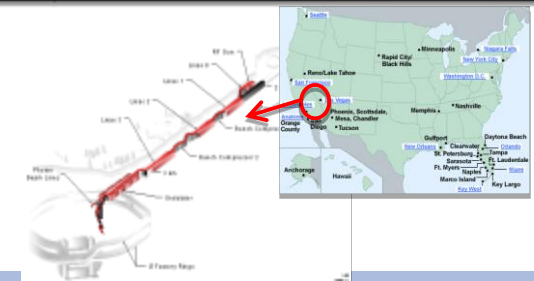 Seattle
Minneapolis
Niagara Falls
Rapid City/
Black Hills
New York City
Reno/Lake Tahoe
San Francisco
Washington D.C.
Vegas
Phoenix, Scottsdale,
Mesa, Chandler
Memphis
Nashville
Anaheim
Orange
County
Diego
Tucson
Gulfport
Daytona Beach
New Orleans
Clearwater
Orlando
St. Petersburg
Tampa
Sarasota
Ft. Lauderdale
Ft. Myers
Miami
Naples
Marco Island
Key Largo
Key West
Anchorage
Hawaii
RF Gun
Linac 0
Linac 1
Linac 2
Linac 3
Bunch Compressor 2
Photon
Beam Lines
Undulator